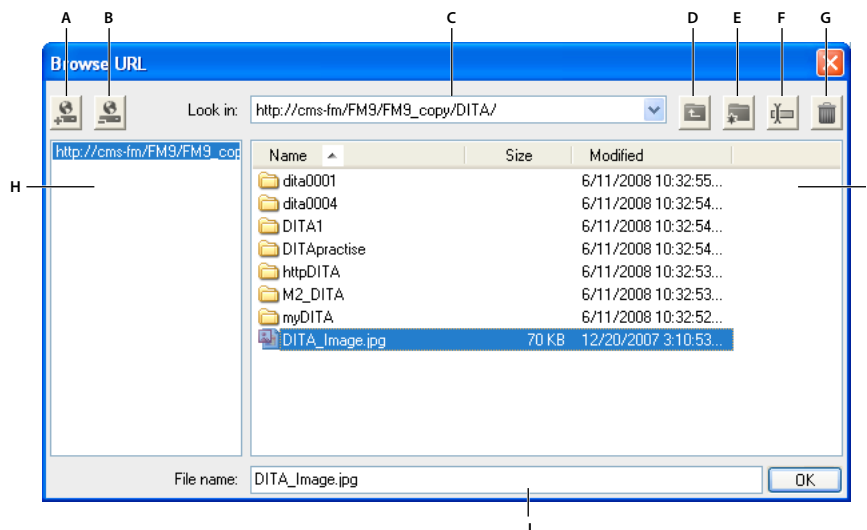 A B C D E F G
Browse URL
Look in: http://cms-fm/FM9/FM9_copy/DITA/
http://cms-fm/FM9/FM9_cop
Name Size Modified
H
dita0001 6/11/2008 10:32:55...
dita0004 6/11/2008 10:32:54...
DITA1 6/11/2008 10:32:54...
DITApractise 6/11/2008 10:32:54...
httpDITA 6/11/2008 10:32:53...
M2_DITA 6/11/2008 10:32:53...
myDITA 6/11/2008 10:32:52...
DITA_Image.jpg 70 KB 12/20/2007 3:10:53...
File name: DITA_Image.jpg OK